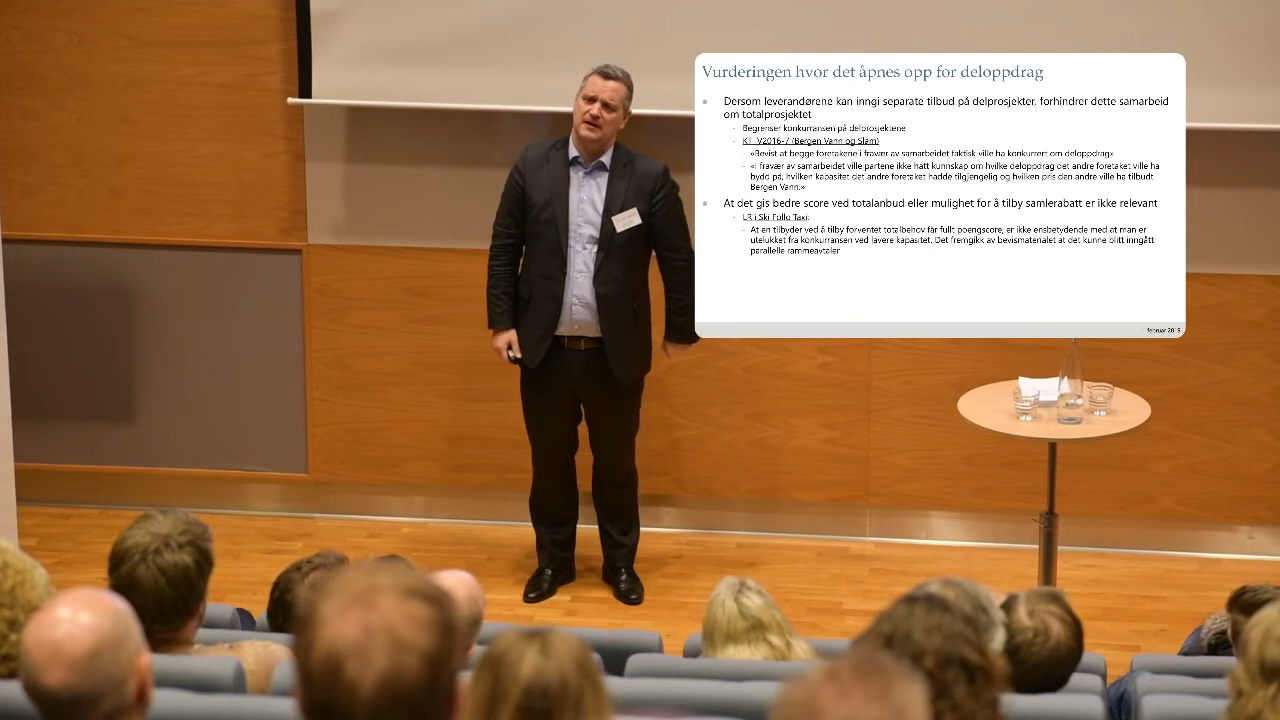 Vurderingen hvor det åpnes opp for deloppdrag
Dersom leverandørene kan inngi separate tilbud på delprosjektet, forhindrer dette samarbeid
om totalprosjektet
Begrenser konkurransen på delprosjektene
KT V2016-7 (Bergen Vann og Slam)
«Bevist at begge foretakene i fravær av samarbeidet faktisk ville ha konkurrert om deloppdrag»
«I fravær av samarbeidet ville partene ikke hatt kunnskap om hvilke deloppdrag det andre foretaket ville ha
bydd på, hvilken kapasitet det andre foretaket hadde tilgjengelig og hvilken pris den andre ville ha tilbudt
Bergen Vann.»
At det gis bedre score ved totalanbud eller mulighet for å tilby samlerabatt er ikke relevant
LR i Ski Follo Taxi:
At en tilbyder ved å tilby forventet totalbehov får fullt poengscore, er ikke ensbetydende med at man er
utelukket fra konkurransen ved lavere kapasitet. Det fremgikk av bevismaterialet at det kunne blitt inngått
parallelle rammeavtaler
februar 2019